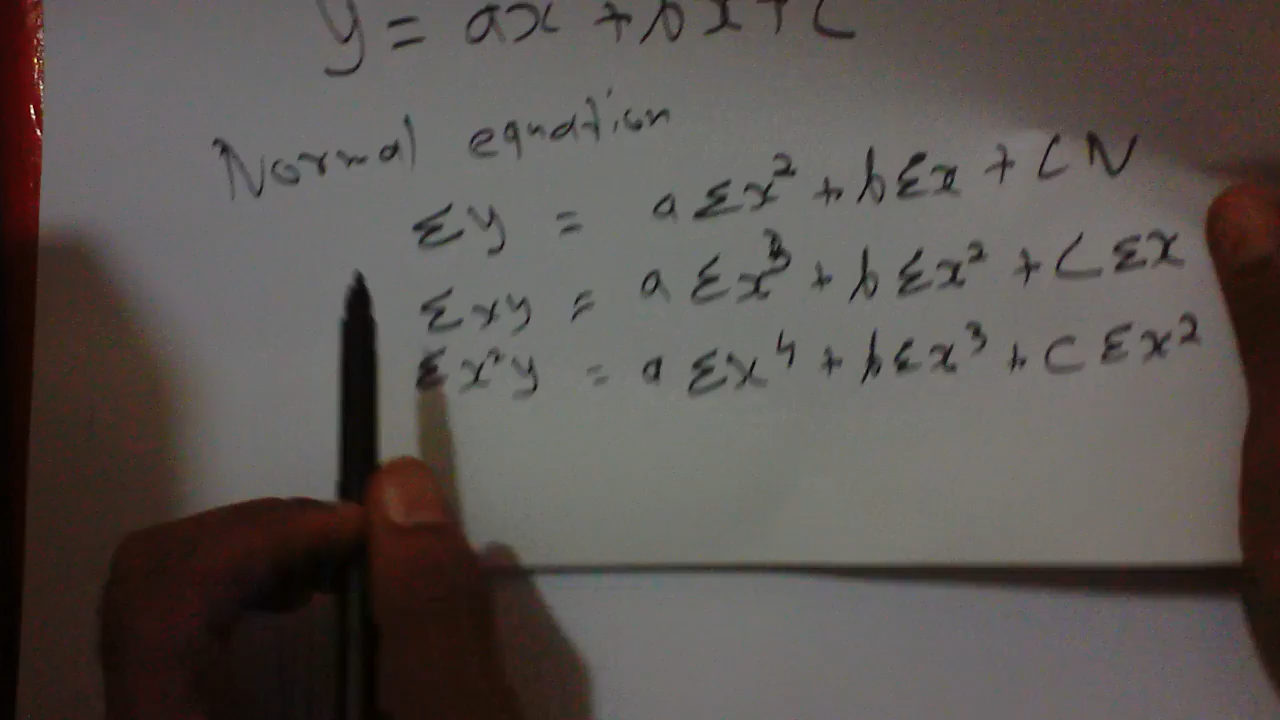 y = ax + bx + c
Normal equation
Σy = aΣx² + bΣx + CN
Σxy = aΣx³ + bΣx² + CΣx
Σx²y = aΣx⁴ + bΣx³ + CΣx²